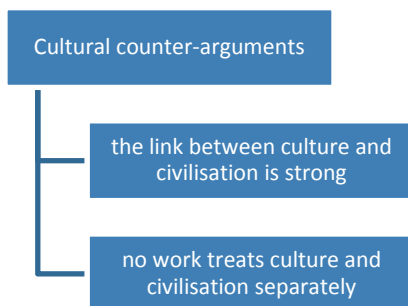 Cultural counter-arguments
the link between culture and
civilisation is strong
no work treats culture and
civilisation separately